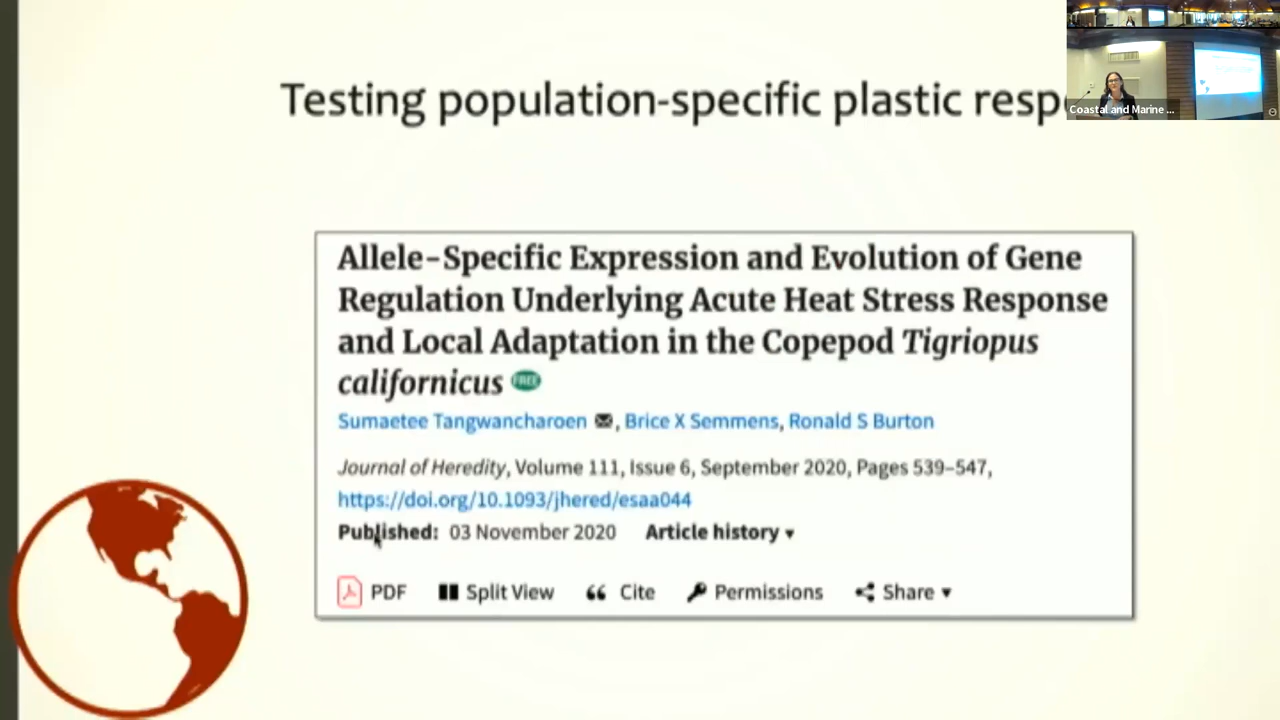 Testing population-specific plastic resp
Coastal and Marine ...
Allele-Specific Expression and Evolution of Gene
Regulation Underlying Acute Heat Stress Response
and Local Adaptation in the Copepod Tigriopus
californicus FREE
Sumaetee Tangwancharoen , Brice X Semmens, Ronald S Burton
Journal of Heredity, Volume 111, Issue 6, September 2020, Pages 539–547,
https://doi.org/10.1093/jhered/esaa044
Published: 03 November 2020 Article history ▾
PDF Split View Cite Permissions Share ▾